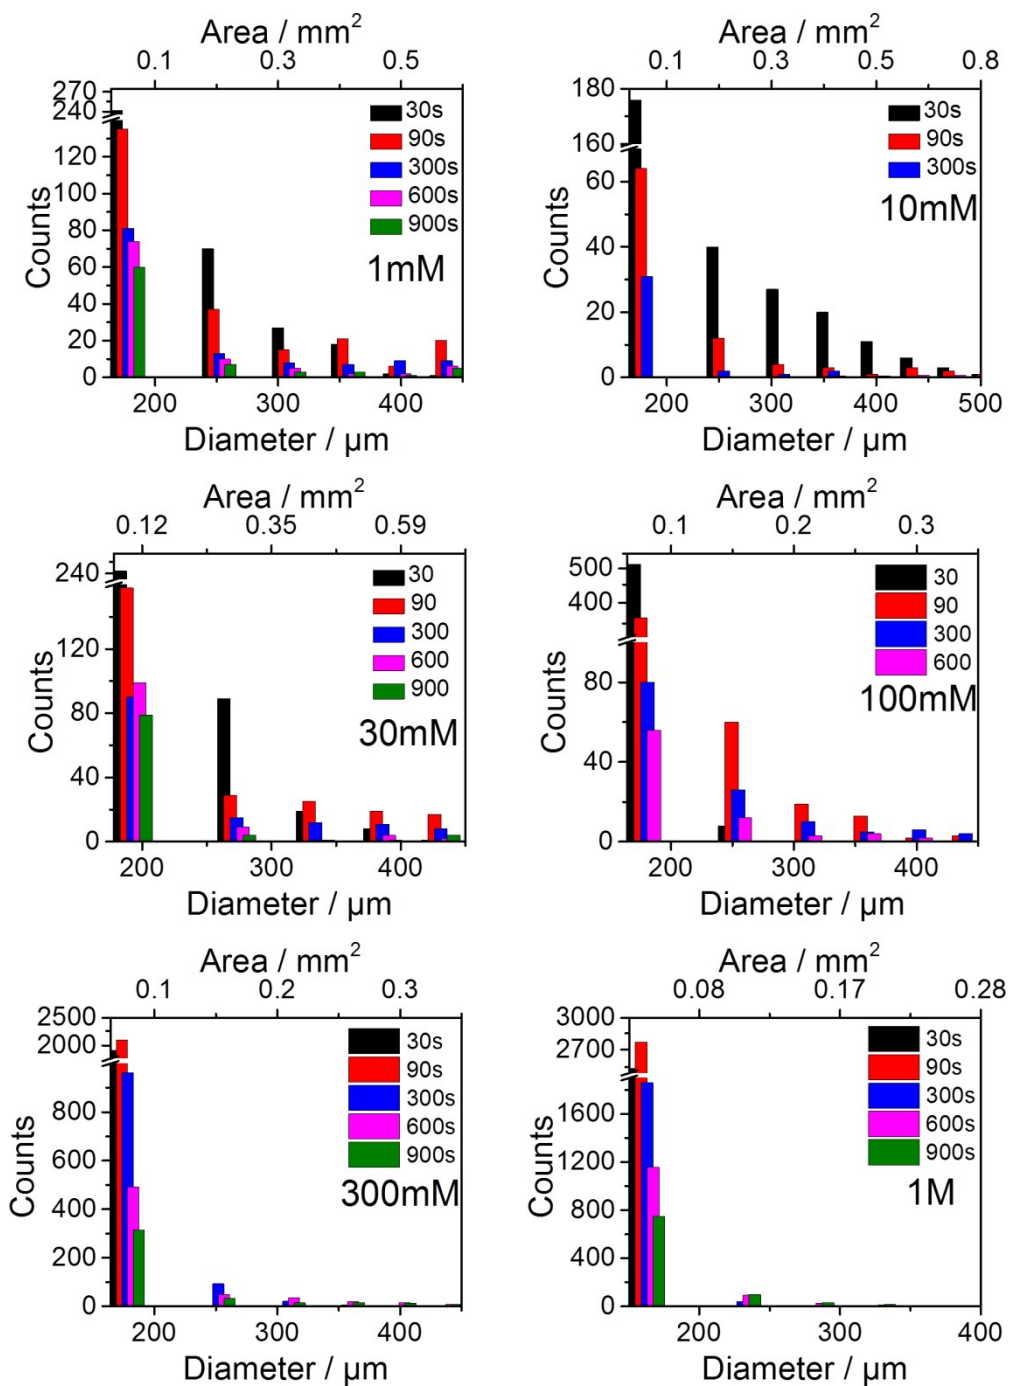 Area / mm²
0.1 0.3 0.5
270
240
120
100
80
60
40
20
0
Counts
30s
90s
300s
600s
900s
1mM
200 300 400
Diameter / µm
Area / mm²
0.1 0.3 0.5 0.8
180
160
60
40
20
0
Counts
30s
90s
300s
10mM
200 300 400 500
Diameter / µm
Area / mm²
0.12 0.35 0.59
240
120
80
40
0
Counts
30
90
300
600
900
30mM
200 300 400
Diameter / µm
Area / mm²
0.1 0.2 0.3
500
400
80
40
0
Counts
30
90
300
600
100mM
200 300 400
Diameter / µm
Area / mm²
0.1 0.2 0.3
2500
2000
800
600
400
200
0
Counts
30s
90s
300s
600s
900s
300mM
200 300 400
Diameter / µm
Area / mm²
0.08 0.17 0.28
3000
2700
1600
1200
800
400
0
Counts
30s
90s
300s
600s
900s
1M
200 300 400
Diameter / µm